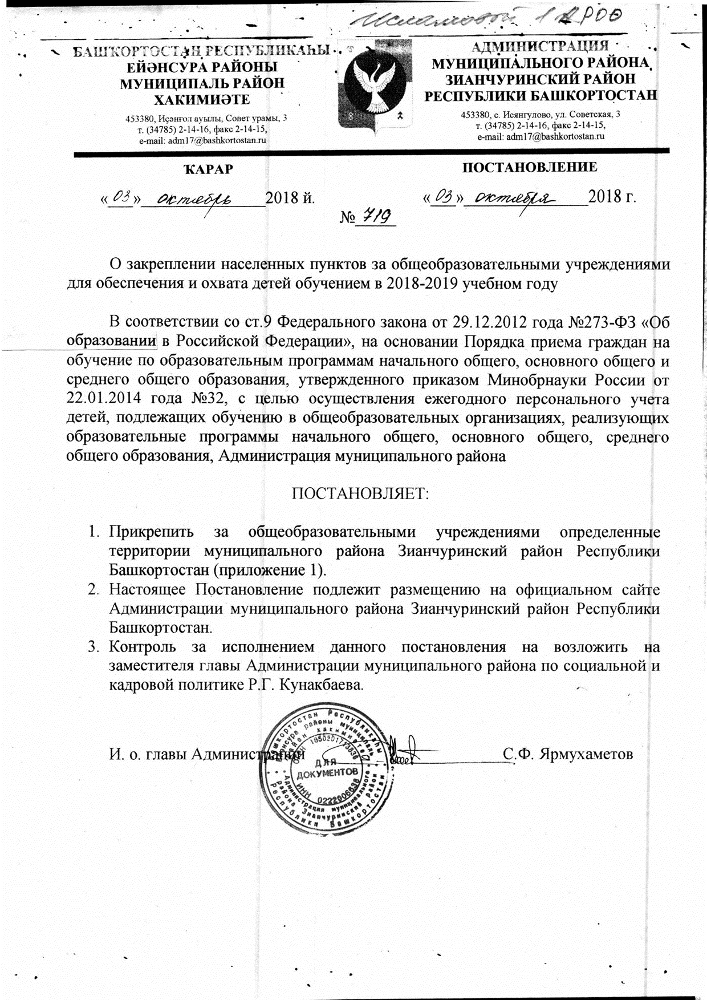 Исламовой 1 РОО
БАШҠОРТОСТАН РЕСПУБЛИКАҺЫ
ЕЙӘНСУРА РАЙОНЫ
МУНИЦИПАЛЬ РАЙОН
ХАКИМИӘТЕ
453380, Иҫәнғол ауылы, Совет урамы, 3
т. (34785) 2-14-16, факс 2-14-15,
e-mail: adm17@bashkortostan.ru
АДМИНИСТРАЦИЯ
МУНИЦИПАЛЬНОГО РАЙОНА
ЗИАНЧУРИНСКИЙ РАЙОН
РЕСПУБЛИКИ БАШКОРТОСТАН
453380, с. Исянгулово, ул. Советская, 3
т. (34785) 2-14-16, факс 2-14-15,
e-mail: adm17@bashkortostan.ru
ҠАРАР
ПОСТАНОВЛЕНИЕ
«03» октябрь 2018 й.
«03» октября 2018 г.
№ 719
О закреплении населенных пунктов за общеобразовательными учреждениями
для обеспечения и охвата детей обучением в 2018-2019 учебном году
В соответствии со ст.9 Федерального закона от 29.12.2012 года №273-ФЗ «Об
образовании в Российской Федерации», на основании Порядка приема граждан на
обучение по образовательным программам начального общего, основного общего и
среднего общего образования, утвержденного приказом Минобрнауки России от
22.01.2014 года №32, с целью осуществления ежегодного персонального учета
детей, подлежащих обучению в общеобразовательных организациях, реализующих
образовательные программы начального общего, основного общего, среднего
общего образования, Администрация муниципального района
ПОСТАНОВЛЯЕТ:
1. Прикрепить за общеобразовательными учреждениями определенные
территории муниципального района Зианчуринский район Республики
Башкортостан (приложение 1).
2. Настоящее Постановление подлежит размещению на официальном сайте
Администрации муниципального района Зианчуринский район Республики
Башкортостан.
3. Контроль за исполнением данного постановления на возложить на
заместителя главы Администрации муниципального района по социальной и
кадровой политике Р.Г. Кунакбаева.
И. о. главы Администрации
С.Ф. Ярмухаметов
Башкортостан Республикаһы
Ейәнсура районы муниципаль
район хакимиәте
ОГРН 1050201713836
ДЛЯ
ДОКУМЕНТОВ
ИНН 0222006638
Администрация муниципального
района Зианчуринский район
Республики Башкортостан